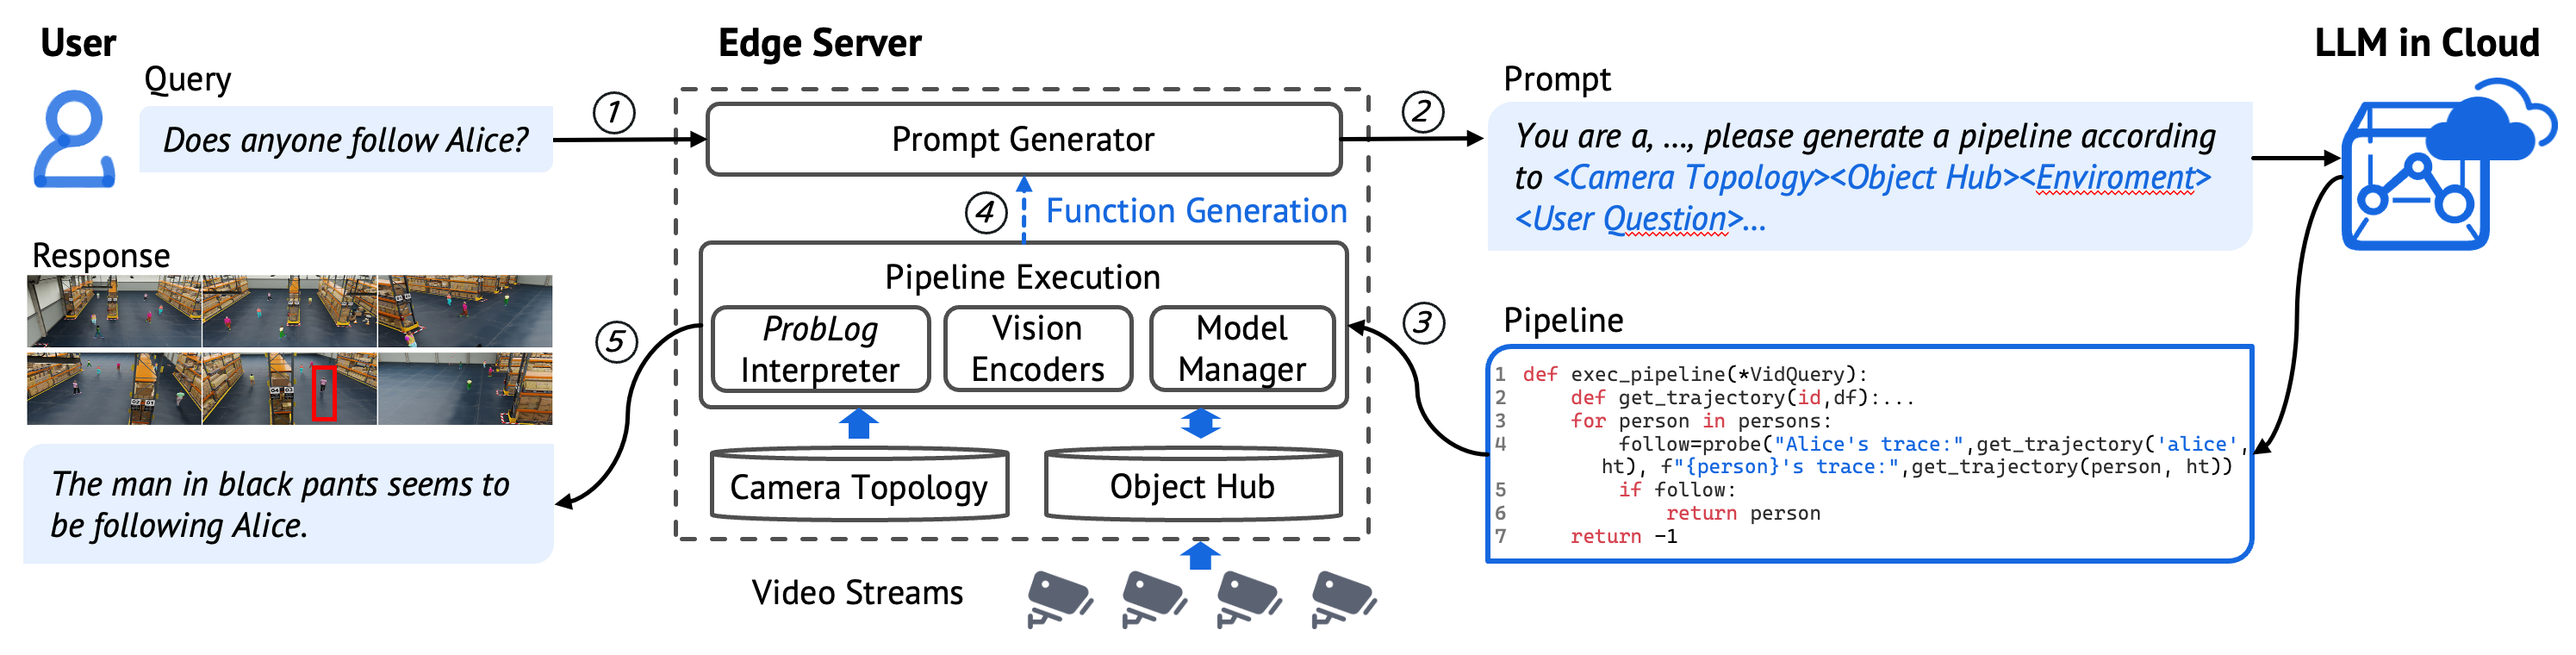 User
Query
Does anyone follow Alice?
Response
The man in black pants seems to
be following Alice.
Edge Server
①
Prompt Generator
②
④
Function Generation
Pipeline Execution
ProbLog
Interpreter
Vision
Encoders
Model
Manager
⑤
③
Camera Topology
Object Hub
Video Streams
Prompt
You are a, ..., please generate a pipeline according
to <Camera Topology><Object Hub><Enviroment>
<User Question>...
LLM in Cloud
Pipeline
1 def exec_pipeline(*VidQuery):
2 def get_trajectory(id,df):...
3 for person in persons:
4 follow=probe("Alice's trace:",get_trajectory('alice',
ht), f"{person}'s trace:",get_trajectory(person, ht))
5 if follow:
6 return person
7 return -1